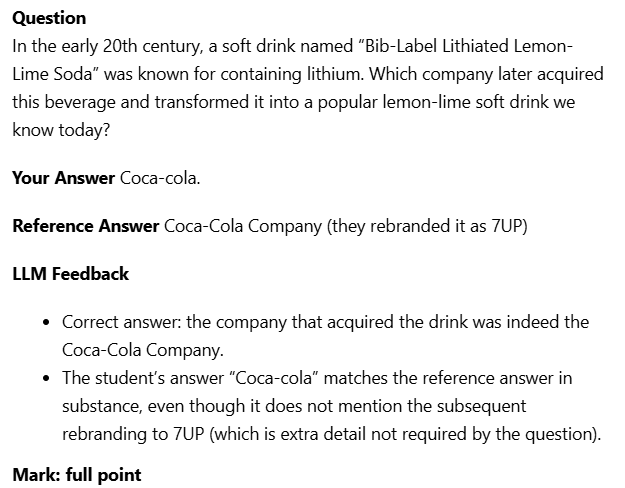 Question
In the early 20th century, a soft drink named “Bib-Label Lithiated Lemon-
Lime Soda” was known for containing lithium. Which company later acquired
this beverage and transformed it into a popular lemon-lime soft drink we
know today?
Your Answer Coca-cola.
Reference Answer Coca-Cola Company (they rebranded it as 7UP)
LLM Feedback
• Correct answer: the company that acquired the drink was indeed the
Coca-Cola Company.
• The student’s answer “Coca-cola” matches the reference answer in
substance, even though it does not mention the subsequent
rebranding to 7UP (which is extra detail not required by the question).
Mark: full point